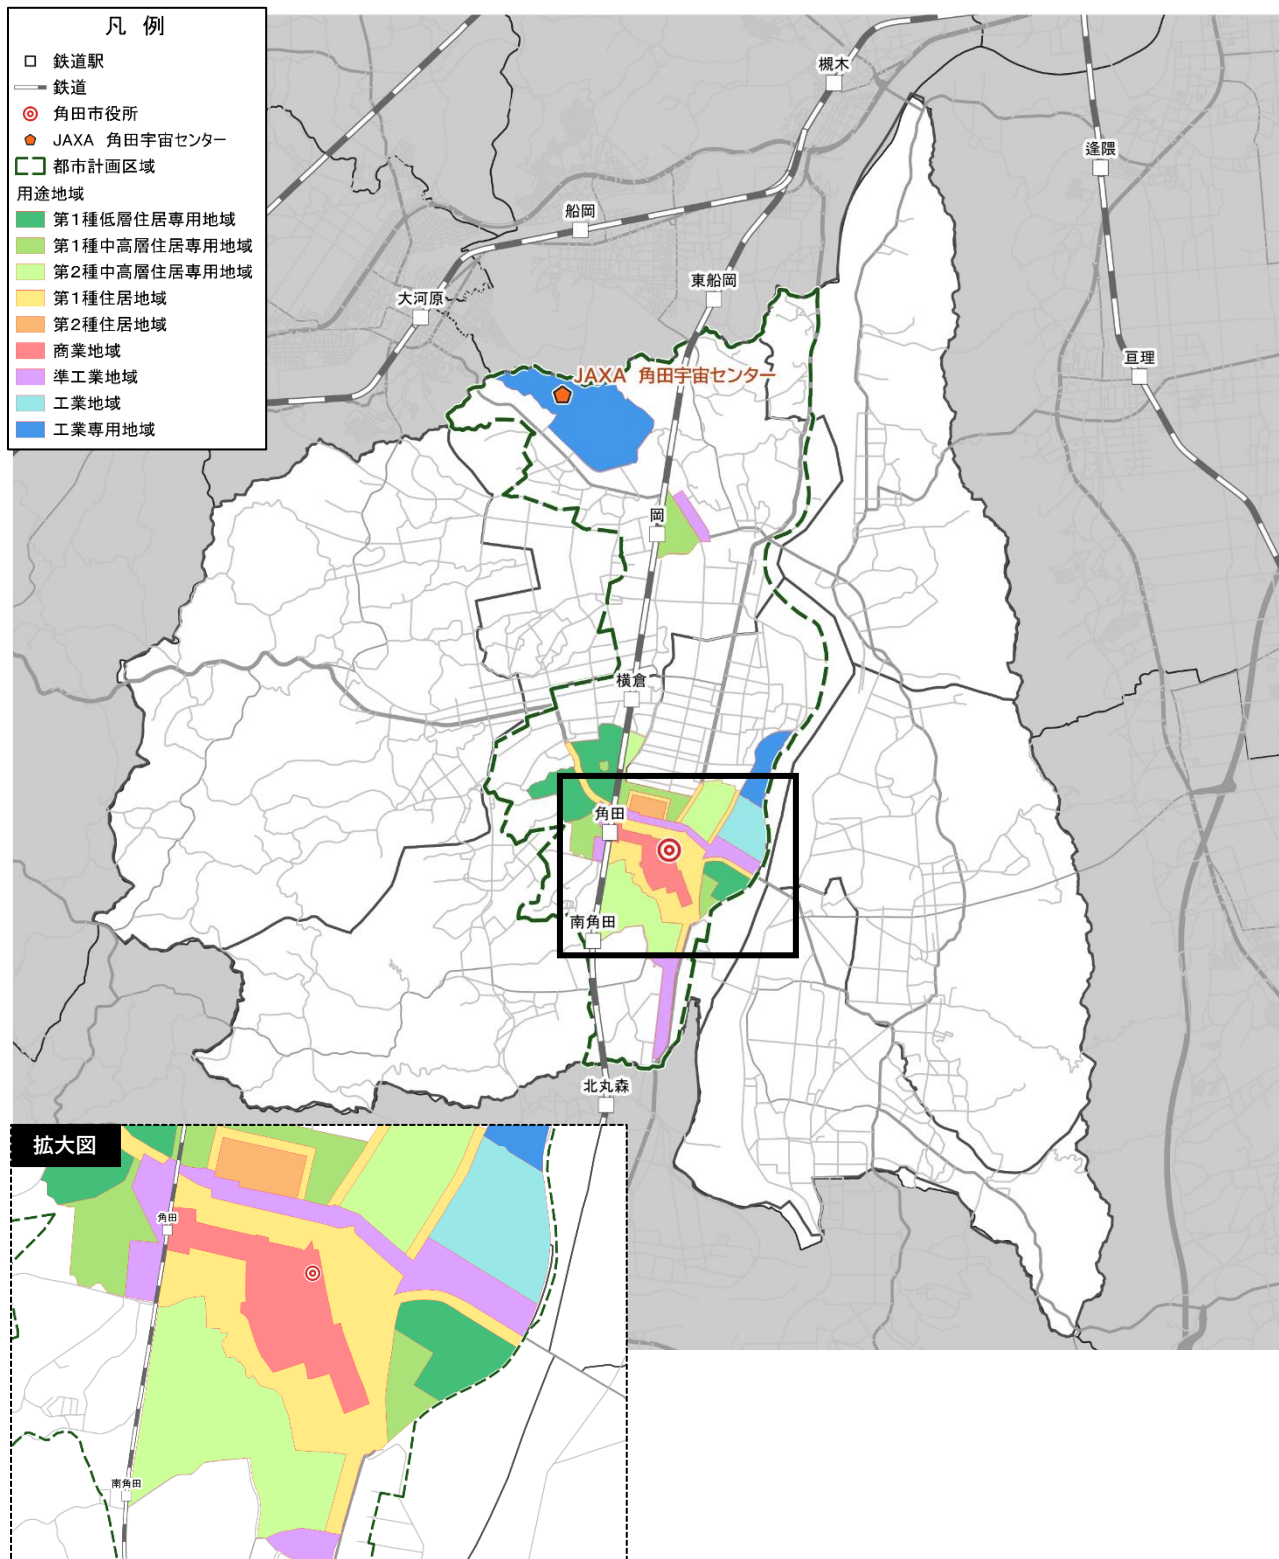 凡 例
鉄道駅
鉄道
角田市役所
JAXA 角田宇宙センター
都市計画区域
用途地域
第1種低層住居専用地域
第1種中高層住居専用地域
第2種中高層住居専用地域
第1種住居地域
第2種住居地域
商業地域
準工業地域
工業地域
工業専用地域
槻木
逢隈
船岡
東船岡
大河原
亘理
JAXA 角田宇宙センター
岡
横倉
角田
南角田
北丸森
拡大図
角田
南角田